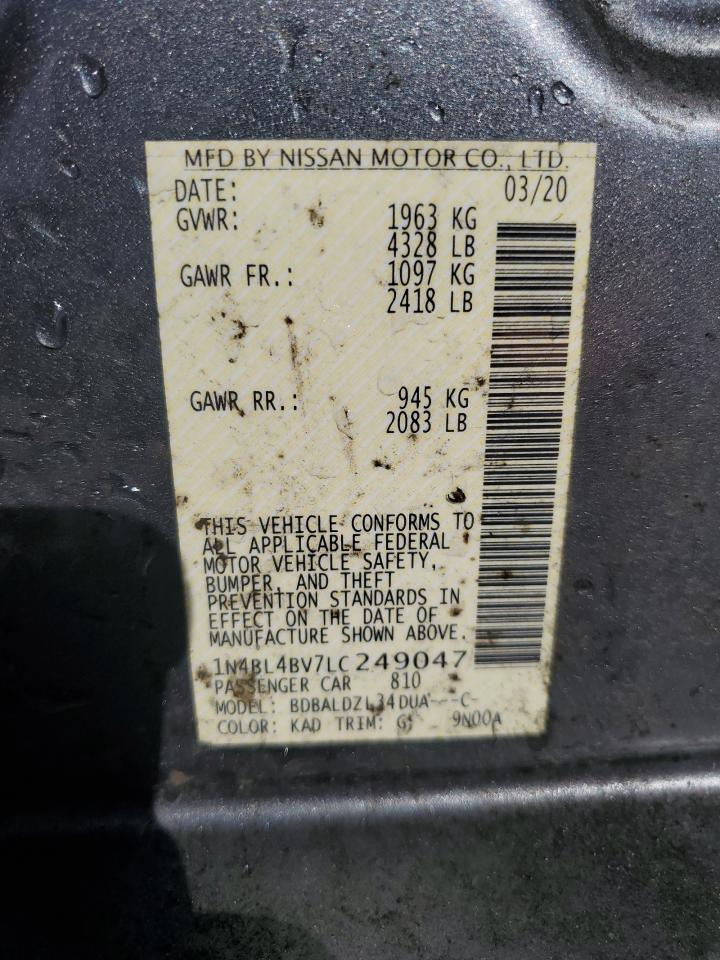 MFD BY NISSAN MOTOR CO., LTD.
DATE: 03/20
GVWR: 1963 KG
4328 LB
GAWR FR.: 1097 KG
2418 LB
GAWR RR.: 945 KG
2083 LB
THIS VEHICLE CONFORMS TO
ALL APPLICABLE FEDERAL
MOTOR VEHICLE SAFETY,
BUMPER, AND THEFT
PREVENTION STANDARDS IN
EFFECT ON THE DATE OF
MANUFACTURE SHOWN ABOVE.
1N4BL4BV7LC249047
PASSENGER CAR 810
MODEL: BDBALDZL34DUA---C-
COLOR: KAD TRIM: G 9N00A